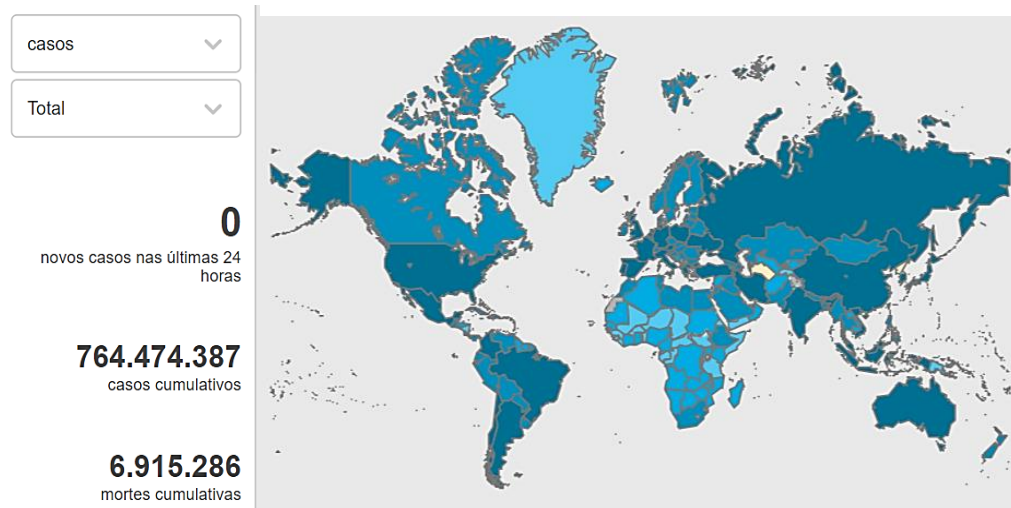 casos
Total
0
novos casos nas últimas 24
horas
764.474.387
casos cumulativos
6.915.286
mortes cumulativas